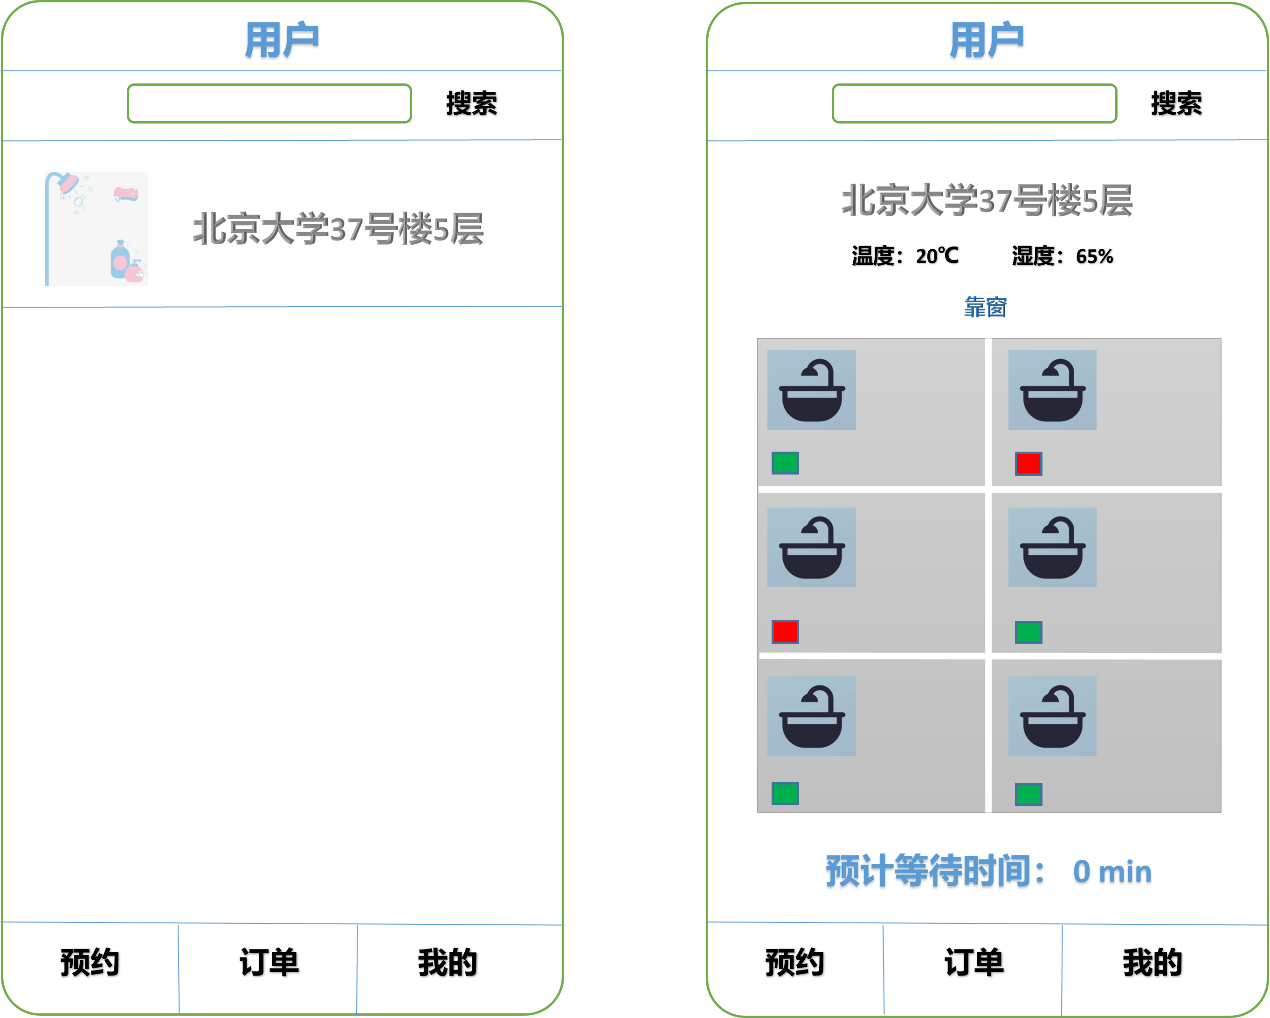 用户
搜索
北京大学37号楼5层
预约
订单
我的
用户
搜索
北京大学37号楼5层
温度：20℃ 湿度：65%
靠窗
预计等待时间： 0 min
预约
订单
我的